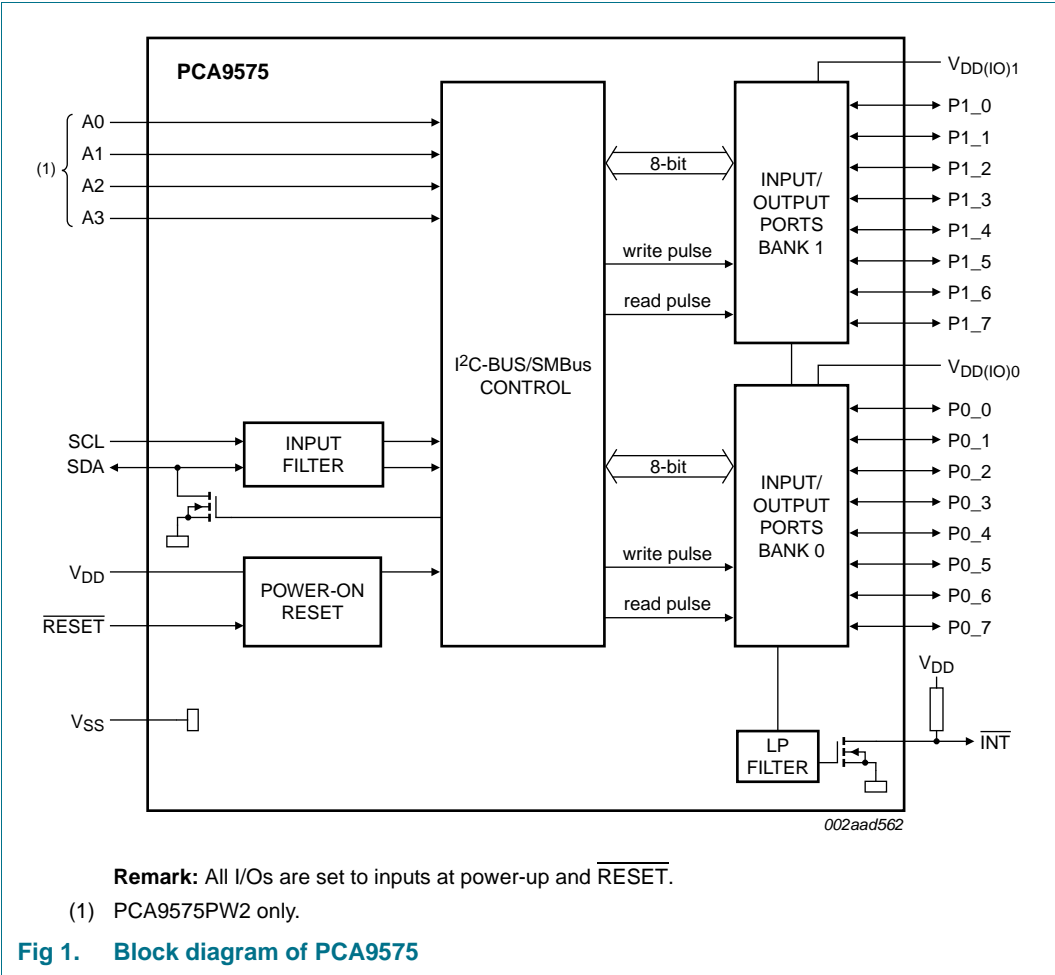 PCA9575
A0
A1
(1)
A2
A3
SCL
SDA
VDD
RESET
VSS
INPUT
FILTER
POWER-ON
RESET
I2C-BUS/SMBus
CONTROL
8-bit
write pulse
read pulse
8-bit
write pulse
read pulse
INPUT/
OUTPUT
PORTS
BANK 1
INPUT/
OUTPUT
PORTS
BANK 0
LP
FILTER
VDD(IO)1
P1_0
P1_1
P1_2
P1_3
P1_4
P1_5
P1_6
P1_7
VDD(IO)0
P0_0
P0_1
P0_2
P0_3
P0_4
P0_5
P0_6
P0_7
VDD
INT
002aad562
Remark: All I/Os are set to inputs at power-up and RESET.
(1) PCA9575PW2 only.
Fig 1. Block diagram of PCA9575